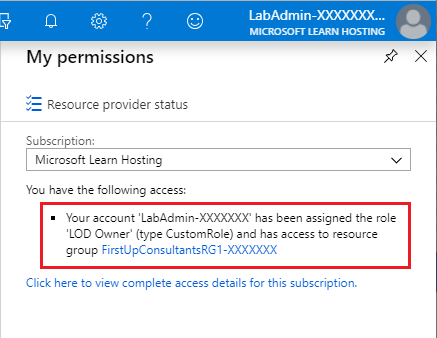 LabAdmin-XXXXXXX...
MICROSOFT LEARN HOSTING
My permissions
Resource provider status
Subscription:
Microsoft Learn Hosting
You have the following access:
Your account 'LabAdmin-XXXXXXX' has been assigned the role
'LOD Owner' (type CustomRole) and has access to resource
group FirstUpConsultantsRG1-XXXXXXX
Click here to view complete access details for this subscription.